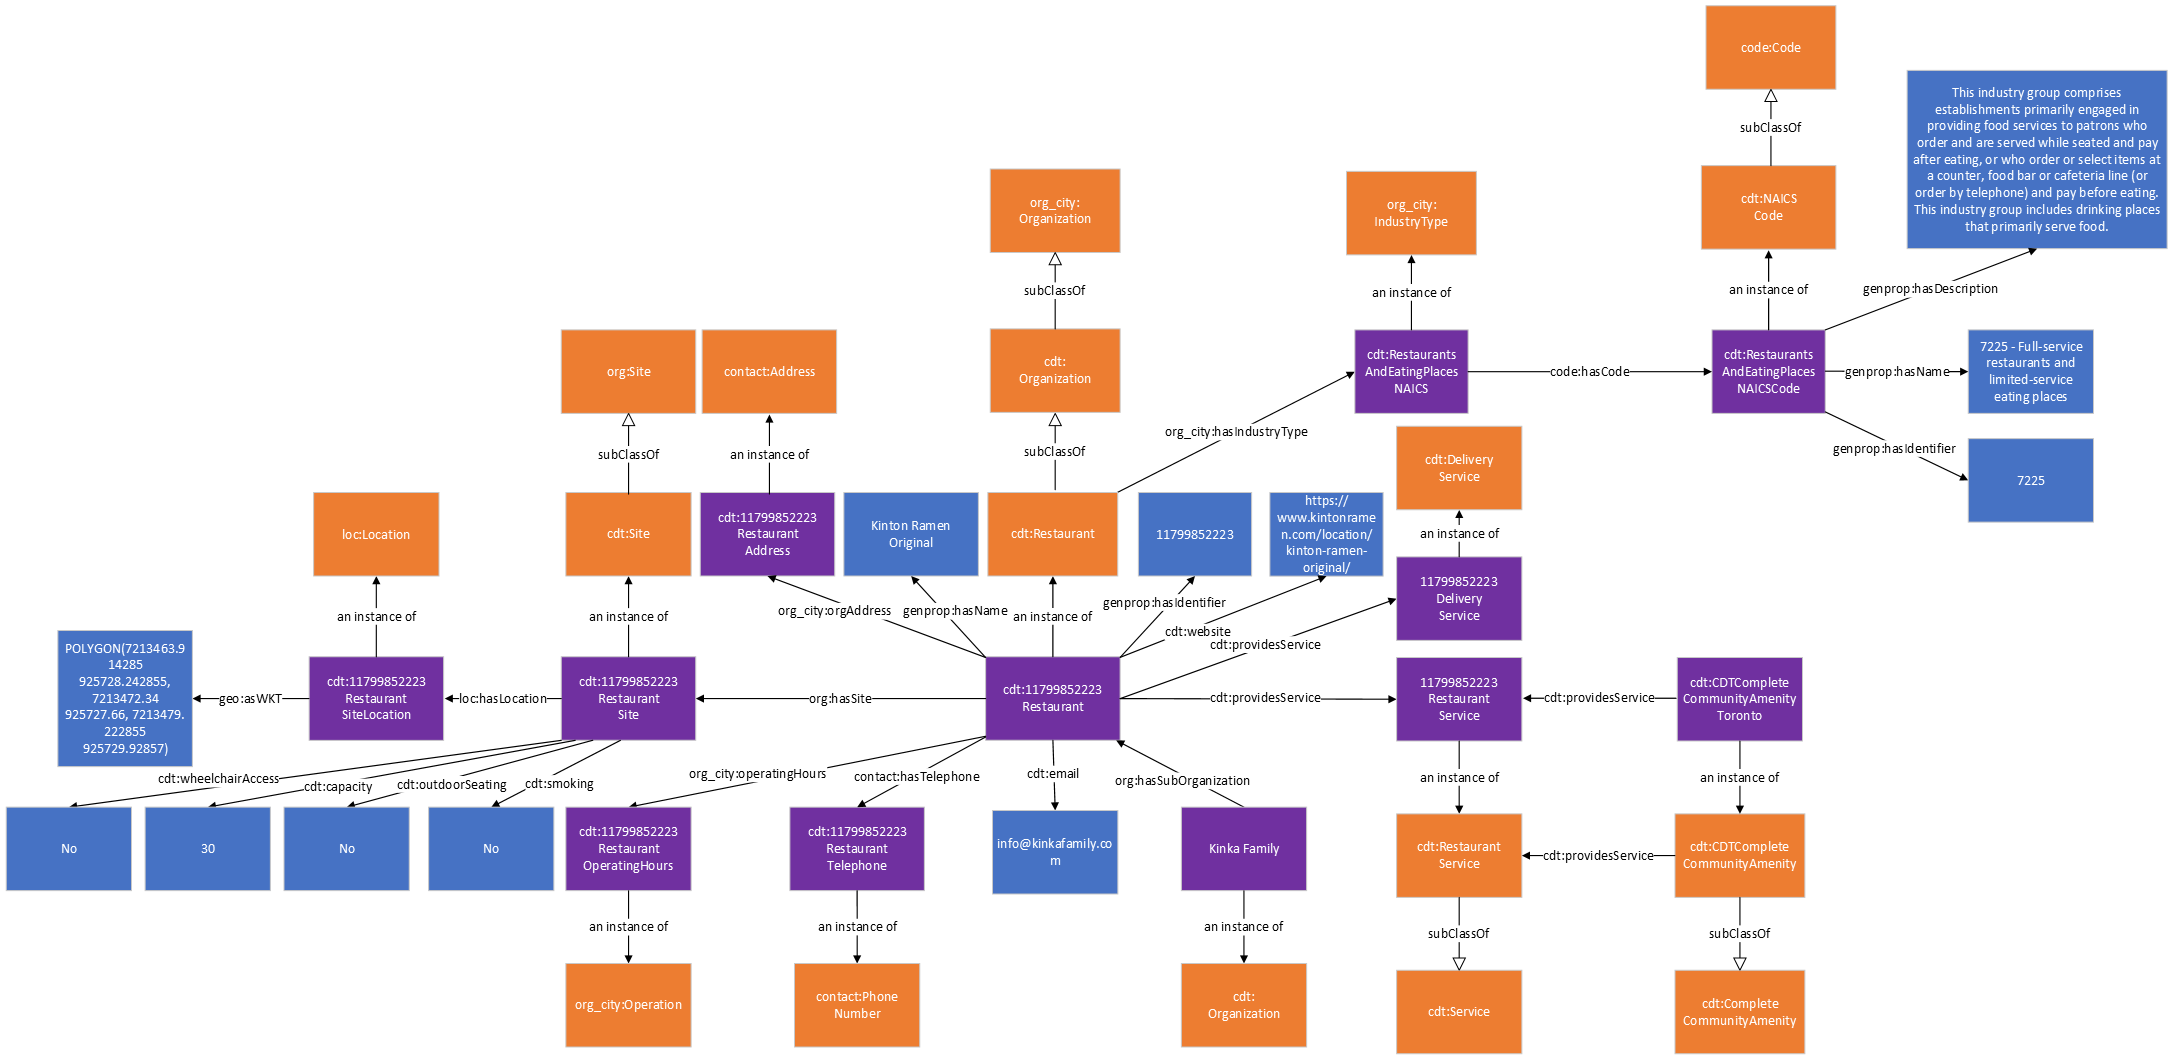 code:Code
This industry group comprises
establishments primarily engaged in
providing food services to patrons who
order and are served while seated and pay
after eating, or who order or select items at
a counter, food bar or cafeteria line (or
order by telephone) and pay before eating.
This industry group includes drinking places
that primarily serve food.
subClassOf
org_city:
Organization
org_city:
IndustryType
cdt:NAICS
Code
subClassOf
an instance of
an instance of
genprop:hasDescription
org:Site
contact:Address
cdt:
Organization
cdt:Restaurants
AndEatingPlaces
NAICS
code:hasCode
cdt:Restaurants
AndEatingPlaces
NAICSCode
genprop:hasName
7225 - Full-service
restaurants and
limited-service
eating places
subClassOf
an instance of
subClassOf
org_city:hasIndustryType
genprop:hasIdentifier
cdt:Delivery
Service
7225
loc:Location
cdt:Site
cdt:11799852223
Restaurant
Address
Kinton Ramen
Original
cdt:Restaurant
11799852223
https://
www.kintonrame
n.com/location/
kinton-ramen-
original/
an instance of
an instance of
an instance of
org_city:orgAddress
genprop:hasName
an instance of
genprop:hasIdentifier
cdt:website
cdt:providesService
11799852223
Delivery
Service
POLYGON(7213463.9
14285
925728.242855,
7213472.34
925727.66, 7213479.
222855
925729.92857)
geo:asWKT
cdt:11799852223
Restaurant
SiteLocation
loc:hasLocation
cdt:11799852223
Restaurant
Site
org:hasSite
cdt:11799852223
Restaurant
cdt:providesService
11799852223
Restaurant
Service
cdt:providesService
cdt:CDTComplete
CommunityAmenity
Toronto
cdt:wheelchairAccess
cdt:capacity
cdt:outdoorSeating
cdt:smoking
org_city:operatingHours
contact:hasTelephone
cdt:email
org:hasSubOrganization
an instance of
an instance of
No
30
No
No
cdt:11799852223
Restaurant
OperatingHours
cdt:11799852223
Restaurant
Telephone
info@kinkafamily.co
m
Kinka Family
cdt:Restaurant
Service
cdt:providesService
cdt:CDTComplete
CommunityAmenity
an instance of
an instance of
an instance of
subClassOf
subClassOf
org_city:Operation
contact:Phone
Number
cdt:
Organization
cdt:Service
cdt:Complete
CommunityAmenity